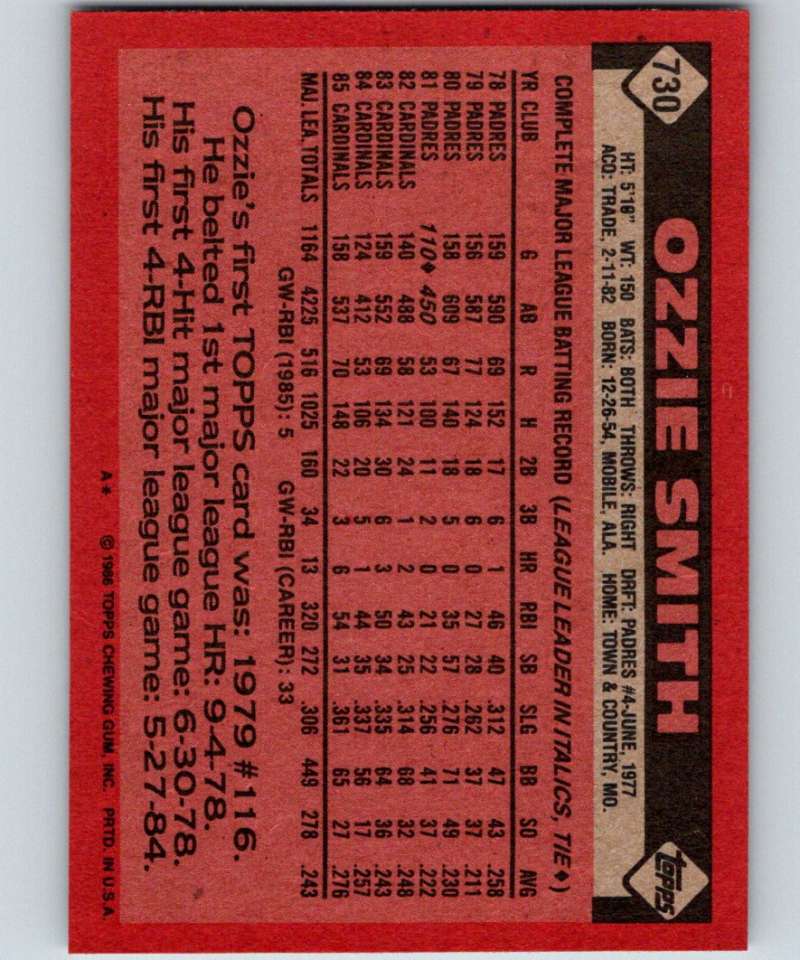 730
OZZIE SMITH
topps
HT: 5'10" WT: 150 BATS: BOTH THROWS: RIGHT DRFT: PADRES #4-JUNE, 1977
ACQ: TRADE, 2-11-82 BORN: 12-26-54, MOBILE, ALA. HOME: TOWN & COUNTRY, MO.
COMPLETE MAJOR LEAGUE BATTING RECORD (LEAGUE LEADER IN ITALICS, TIE♦)
YR CLUB G AB R H 2B 3B HR RBI SB SLG BB SO AVG
78 PADRES 159 590 69 152 17 6 1 46 40 .312 47 43 .258
79 PADRES 156 587 77 124 18 6 0 27 28 .262 37 37 .211
80 PADRES 158 609 67 140 18 5 0 35 57 .276 71 49 .230
81 PADRES 110♦ 450 53 100 11 2 0 21 22 .256 41 37 .222
82 CARDINALS 140 488 58 121 24 1 2 43 25 .314 68 32 .248
83 CARDINALS 159 552 69 134 30 6 3 50 34 .335 64 36 .243
84 CARDINALS 124 412 53 106 20 5 1 44 35 .337 56 17 .257
85 CARDINALS 158 537 70 148 22 3 6 54 31 .361 65 27 .276
MAJ. LEA. TOTALS 1164 4225 516 1025 160 34 13 320 272 .306 449 278 .243
GW-RBI (1985): 5 GW-RBI (CAREER): 33
Ozzie's first TOPPS card was: 1979 #116.
He belted 1st major league HR: 9-4-78.
His first 4-Hit major league game: 6-30-78.
His first 4-RBI major league game: 5-27-84.
A* © 1986 TOPPS CHEWING GUM, INC. PRTD. IN U.S.A